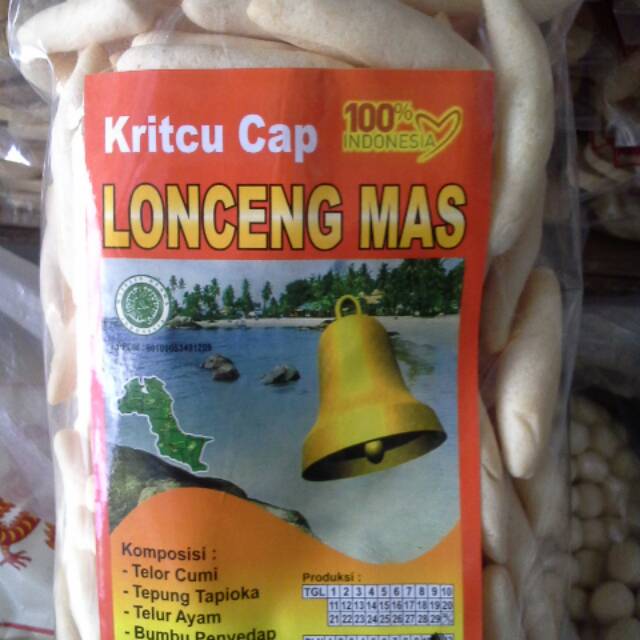 Kritcu Cap
100%
INDONESIA
LONCENG MAS
Komposisi :
- Telor Cumi
- Tepung Tapioka
- Telur Ayam
- Bumbu Penyedap
Produksi :
TGL 1 2 3 4 5 6 7 8 9 10
11 12 13 14 15 16 17 18 19 20
21 22 23 24 25 26 27 28 29